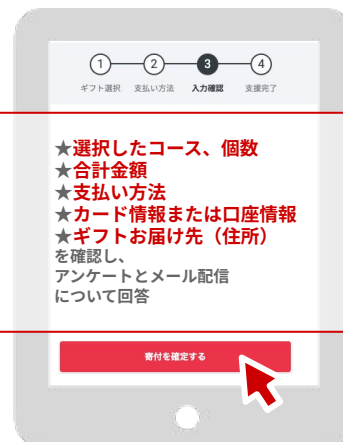 1 2 3 4
ギフト選択 支払い方法 入力確認 支援完了
★選択したコース、個数
★合計金額
★支払い方法
★カード情報または口座情報
★ギフトお届け先（住所）
を確認し、
アンケートとメール配信
について回答
寄付を確定する